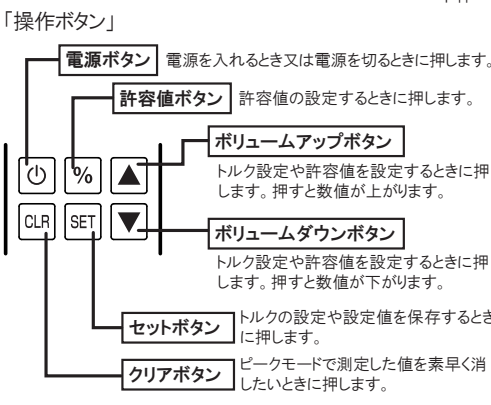 「操作ボタン」
電源ボタン 電源を入れるとき又は電源を切るときに押します。
許容値ボタン 許容値の設定するときに押します。
ボリュームアップボタン
トルク設定や許容値を設定するときに押
します。押すと数値が上がります。
%
CLR SET
ボリュームダウンボタン
トルク設定や許容値を設定するときに押
します。押すと数値が下がります。
セットボタン トルクの設定や設定値を保存するとき
に押します。
クリアボタン ピークモードで測定した値を素早く消
したいときに押します。